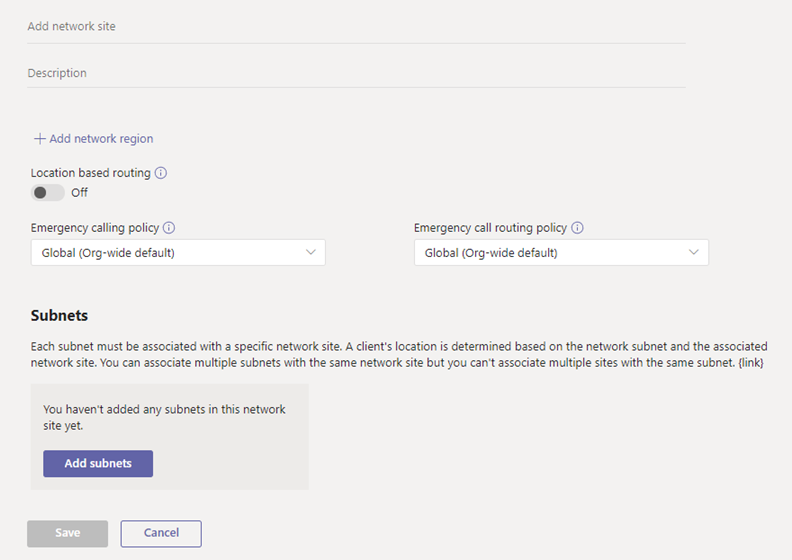 Add network site
Description
+ Add network region
Location based routing
Off
Emergency calling policy
Emergency call routing policy
Global (Org-wide default)
Global (Org-wide default)
Subnets
Each subnet must be associated with a specific network site. A client's location is determined based on the network subnet and the associated
network site. You can associate multiple subnets with the same network site but you can't associate multiple sites with the same subnet. {link}
You haven't added any subnets in this network
site yet.
Add subnets
Save
Cancel